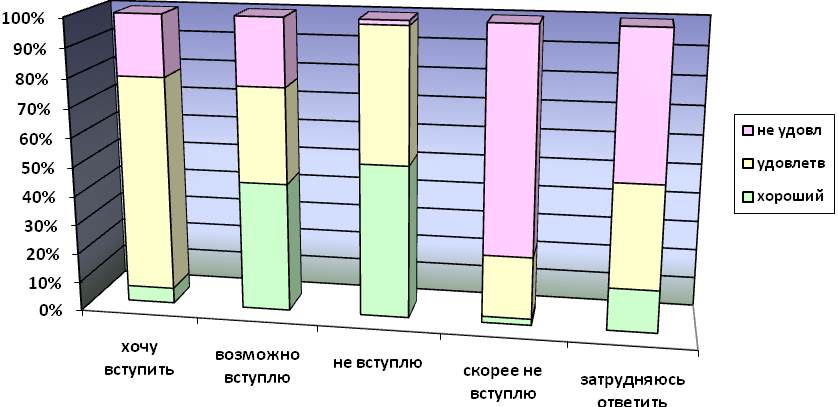 100%
90%
80%
70%
60%
50%
40%
30%
20%
10%
0%
хочу
вступить
возможно
вступлю
не вступлю
скорее не
вступлю
затрудняюсь
ответить
не удовл
удовлетв
хороший